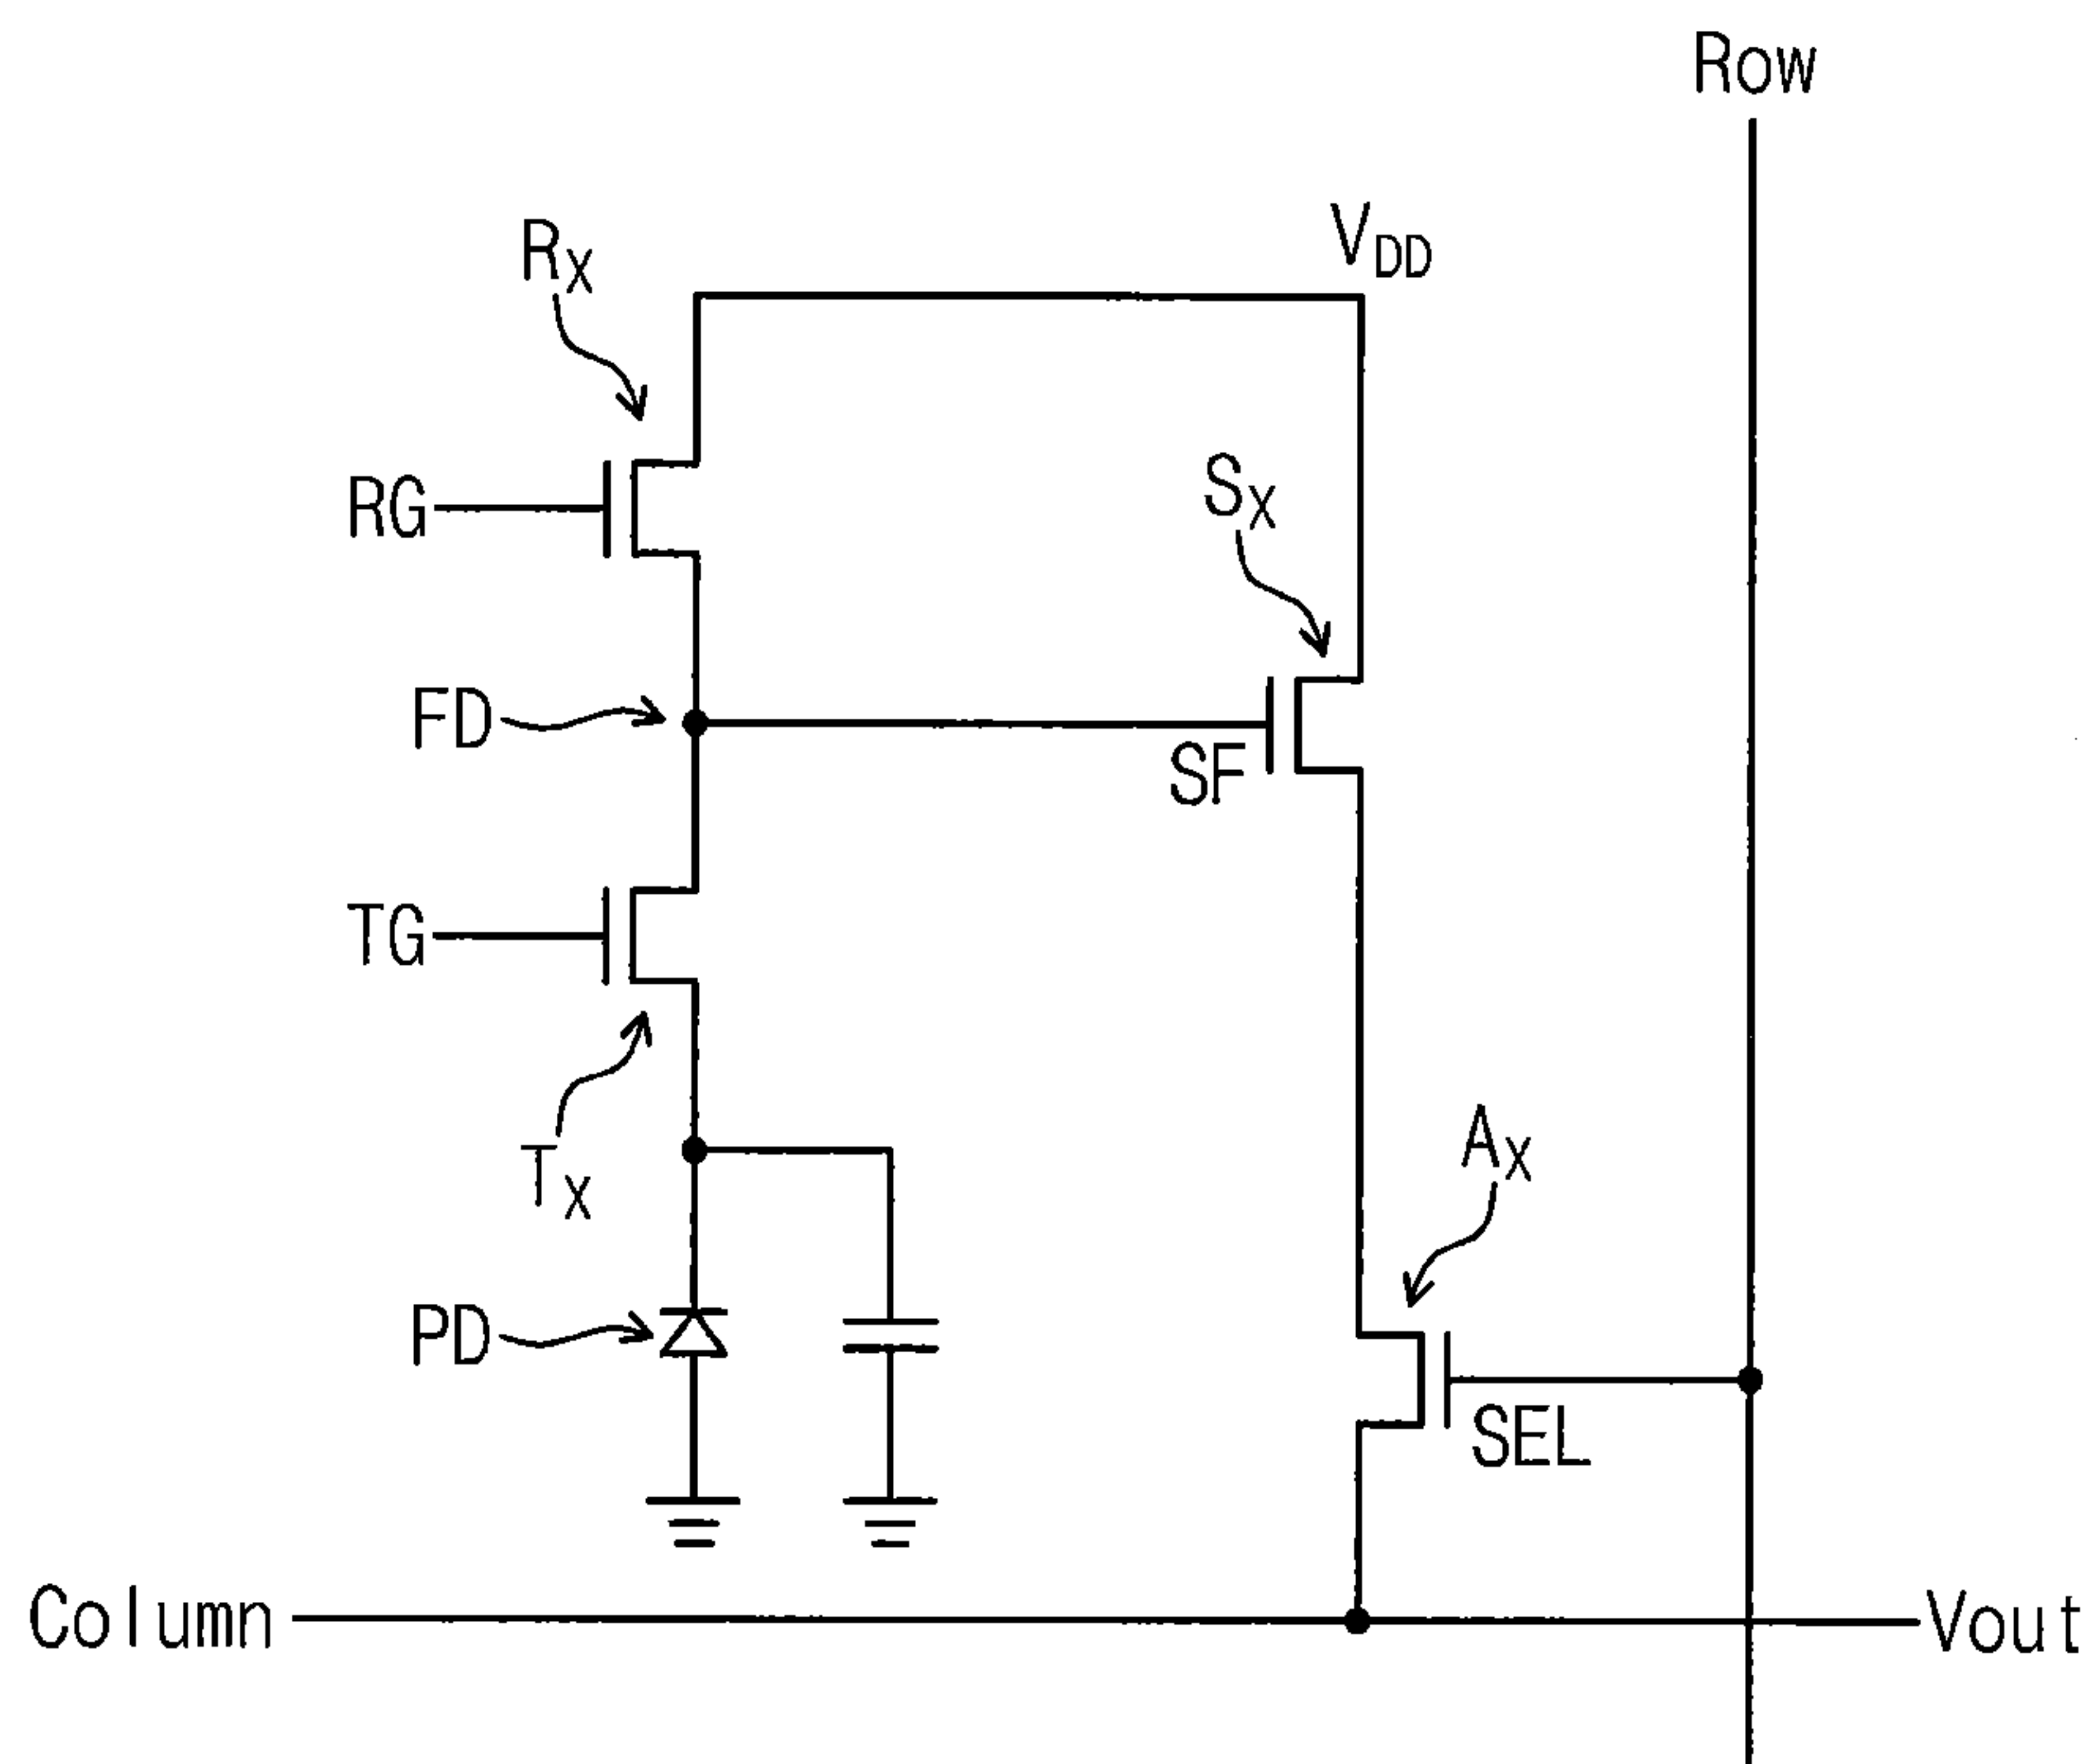 Row
RX
VDD
RG
SX
FD
SF
TG
TX
AX
PD
SEL
Column
Vout